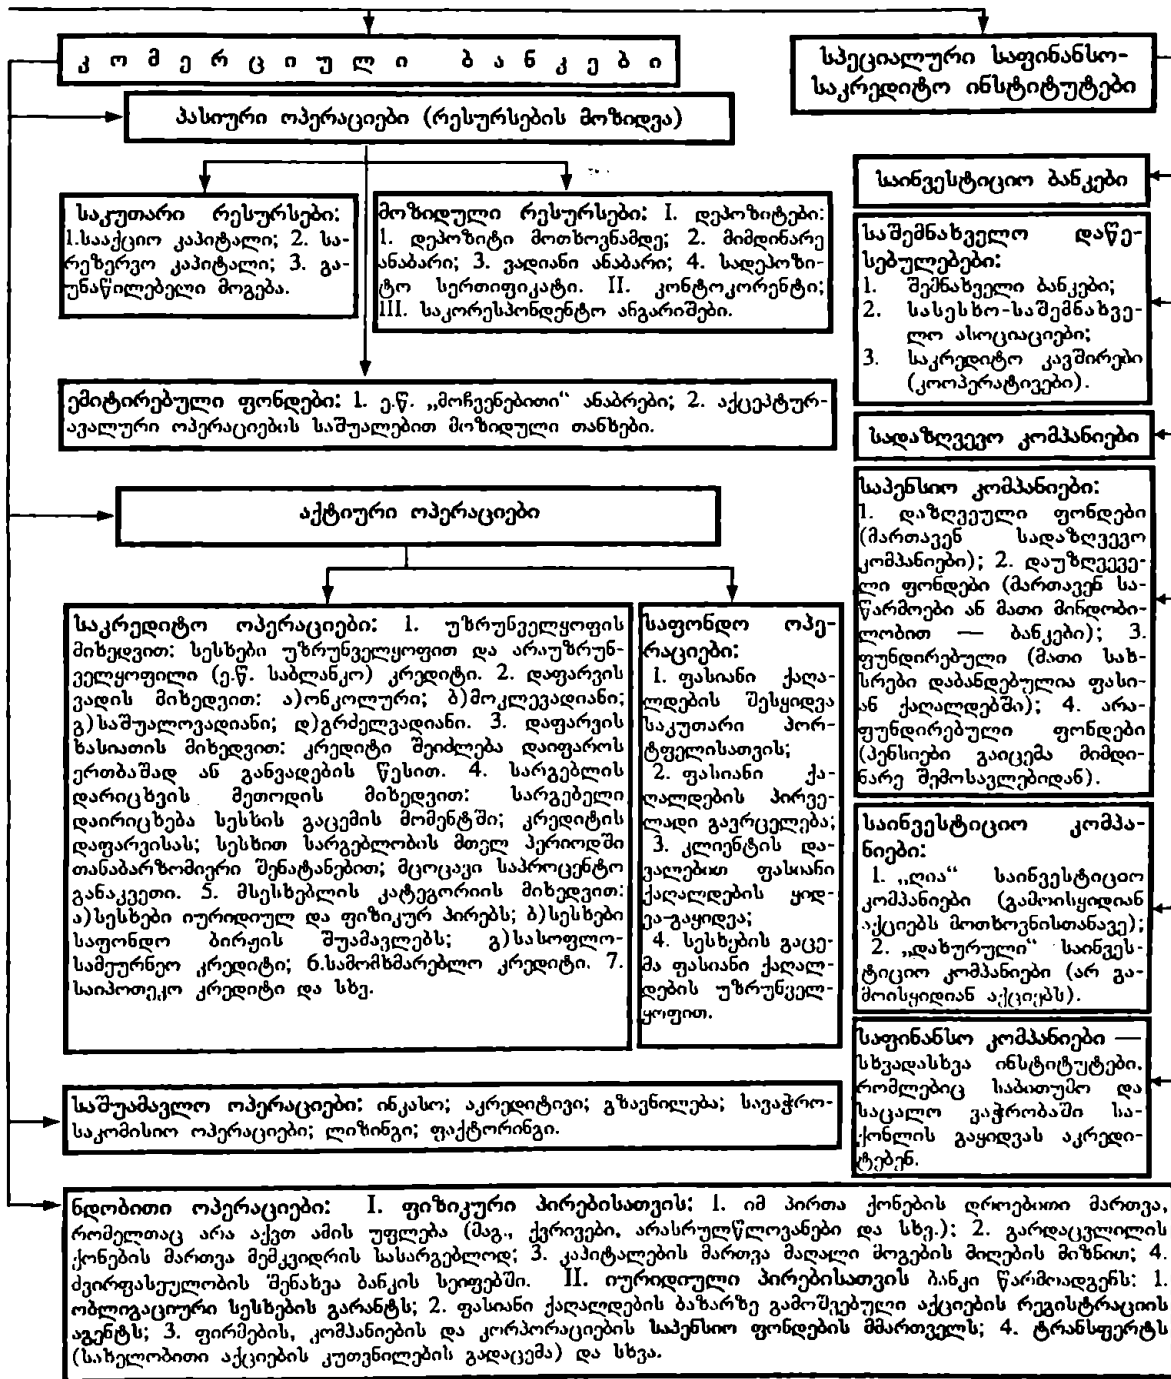 კომერციული ბანკები
პასიური ოპერაციები (რესურსების მოზიდვა)
საკუთარი რესურსები:
1.სააქციო კაპიტალი; 2. სა-
რეზერვო კაპიტალი; 3. გა-
უნაწილებელი მოგება.
მოზიდული რესურსები: I. დეპოზიტები:
1. დეპოზიტი მოთხოვნამდე; 2. მიმდინარე
ანაბარი; 3. ვადიანი ანაბარი; 4. სადეპოზი-
ტო სერთიფიკატი. II. კონტოკორენტი;
III. საკორესპონდენტო ანგარიშები.
ემიტირებული ფონდები: 1. ე.წ. „მოჩვენებითი“ ანაბრები; 2. აქცეპტურ-
ავალური ოპერაციების საშუალებით მოზიდული თანხები.
აქტიური ოპერაციები
საკრედიტო ოპერაციები: 1. უზრუნველყოფის
მიხედვით: სესხები უზრუნველყოფით და არაუზრუნ-
ველყოფილი (ე.წ. საბლანკო) კრედიტი. 2. დაფარვის
ვადის მიხედვით: ა)ონკოლური; ბ)მოკლევადიანი;
გ)საშუალოვადიანი; დ)გრძელვადიანი. 3. დაფარვის
ხასიათის მიხედვით: კრედიტი შეიძლება დაიფაროს
ერთბაშად ან განვადების წესით. 4. სარგებლის
დარიცხვის მეთოდის მიხედვით: სარგებელი
დაირიცხება სესხის გაცემის მომენტში; კრედიტის
დაფარვისას; სესხით სარგებლობის მთელ პერიოდში
თანაბარზომიერი შენატანებით; მცოცავი საპროცენტო
განაკვეთი. 5. მსესხებლის კატეგორიის მიხედვით:
ა)სესხები იურიდიულ და ფიზიკურ პირებს; ბ)სესხები
საფონდო ბირჟის შუამავლებს; გ)სასოფლო-
სამეურნეო კრედიტი; 6.სამომხმარებლო კრედიტი. 7.
საიპოთეკო კრედიტი და სხვ.
საფონდო ოპე-
რაციები:
1. ფასიანი ქაღა-
ლდების შესყიდვა
საკუთარი პორ-
ტფელისათვის;
2. ფასიანი ქა-
ღალდების პირვე-
ლადი გავრცელება;
3. კლიენტის და-
ვალებით ფასიანი
ქაღალდების ყიდ-
ვა-გაყიდვა;
4. სესხების გაცე-
მა ფასიანი ქაღალ-
დების უზრუნველ-
ყოფით.
საშუამავლო ოპერაციები: ინკასო; აკრედიტივი; გზავნილება; სავაჭრო-
საკომისიო ოპერაციები; ლიზინგი; ფაქტორინგი.
სპეციალური საფინანსო-
საკრედიტო ინსტიტუტები
საინვესტიციო ბანკები
საშემნახველო დაწე-
სებულებები:
1. შემნახველი ბანკები;
2. სასესხო-საშემნახვე-
ლო ასოციაციები;
3. საკრედიტო კავშირები
(კოოპერატივები).
სადაზღვევო კომპანიები
საპენსიო კომპანიები:
1. დაზღვეული ფონდები
(მართავენ სადაზღვევო
კომპანიები); 2. დაუზღვევე-
ლი ფონდები (მართავენ სა-
წარმოები ან მათი მინდობი-
ლობით — ბანკები); 3.
ფუნდირებული (მათი სახ-
სრები დაბანდებულია ფასი-
ან ქაღალდებში); 4. არა-
ფუნდირებული ფონდები
(პენსიები გაიცემა მიმდი-
ნარე შემოსავლებიდან).
საინვესტიციო კომპა-
ნიები:
1. „ღია“ საინვესტიციო
კომპანიები (გამოისყიდიან
აქციებს მოთხოვნისთანავე);
2. „დახურული“ საინვეს-
ტიციო კომპანიები (არ გა-
მოისყიდიან აქციებს).
საფინანსო კომპანიები —
სხვადასხვა ინსტიტუტები,
რომლებიც საბითუმო და
საცალო ვაჭრობაში სა-
ქონლის გაყიდვას აკრედი-
ტებენ.
ნდობითი ოპერაციები: I. ფიზიკური პირებისათვის: 1. იმ პირთა ქონების დროებითი მართვა,
რომელთაც არა აქვთ ამის უფლება (მაგ., ქვრივები, არასრულწლოვანები და სხვ.); 2. გარდაცვლილის
ქონების მართვა მემკვიდრის სასარგებლოდ; 3. კაპიტალების მართვა მაღალი მოგების მიღების მიზნით; 4.
ძვირფასეულობის შენახვა ბანკის სეიფებში. II. იურიდიული პირებისათვის ბანკი წარმოადგენს: 1.
ობლიგაციური სესხების გარანტს; 2. ფასიანი ქაღალდების ბაზარზე გამოშვებული აქციების რეგისტრაციის
აგენტს; 3. ფირმების, კომპანიების და კორპორაციების საპენსიო ფონდების მმართველს; 4. ტრანსფერტს
(სახელობითი აქციების კუთვნილების გადაცემა) და სხვა.